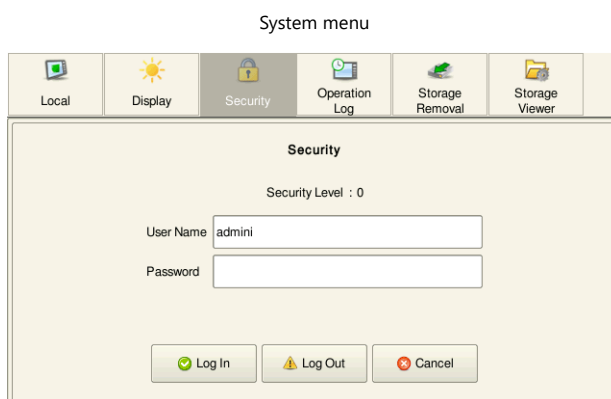 System menu
Local
Display
Security
Operation
Log
Storage
Removal
Storage
Viewer
Security
Security Level : 0
User Name admini
Password
Log In Log Out Cancel